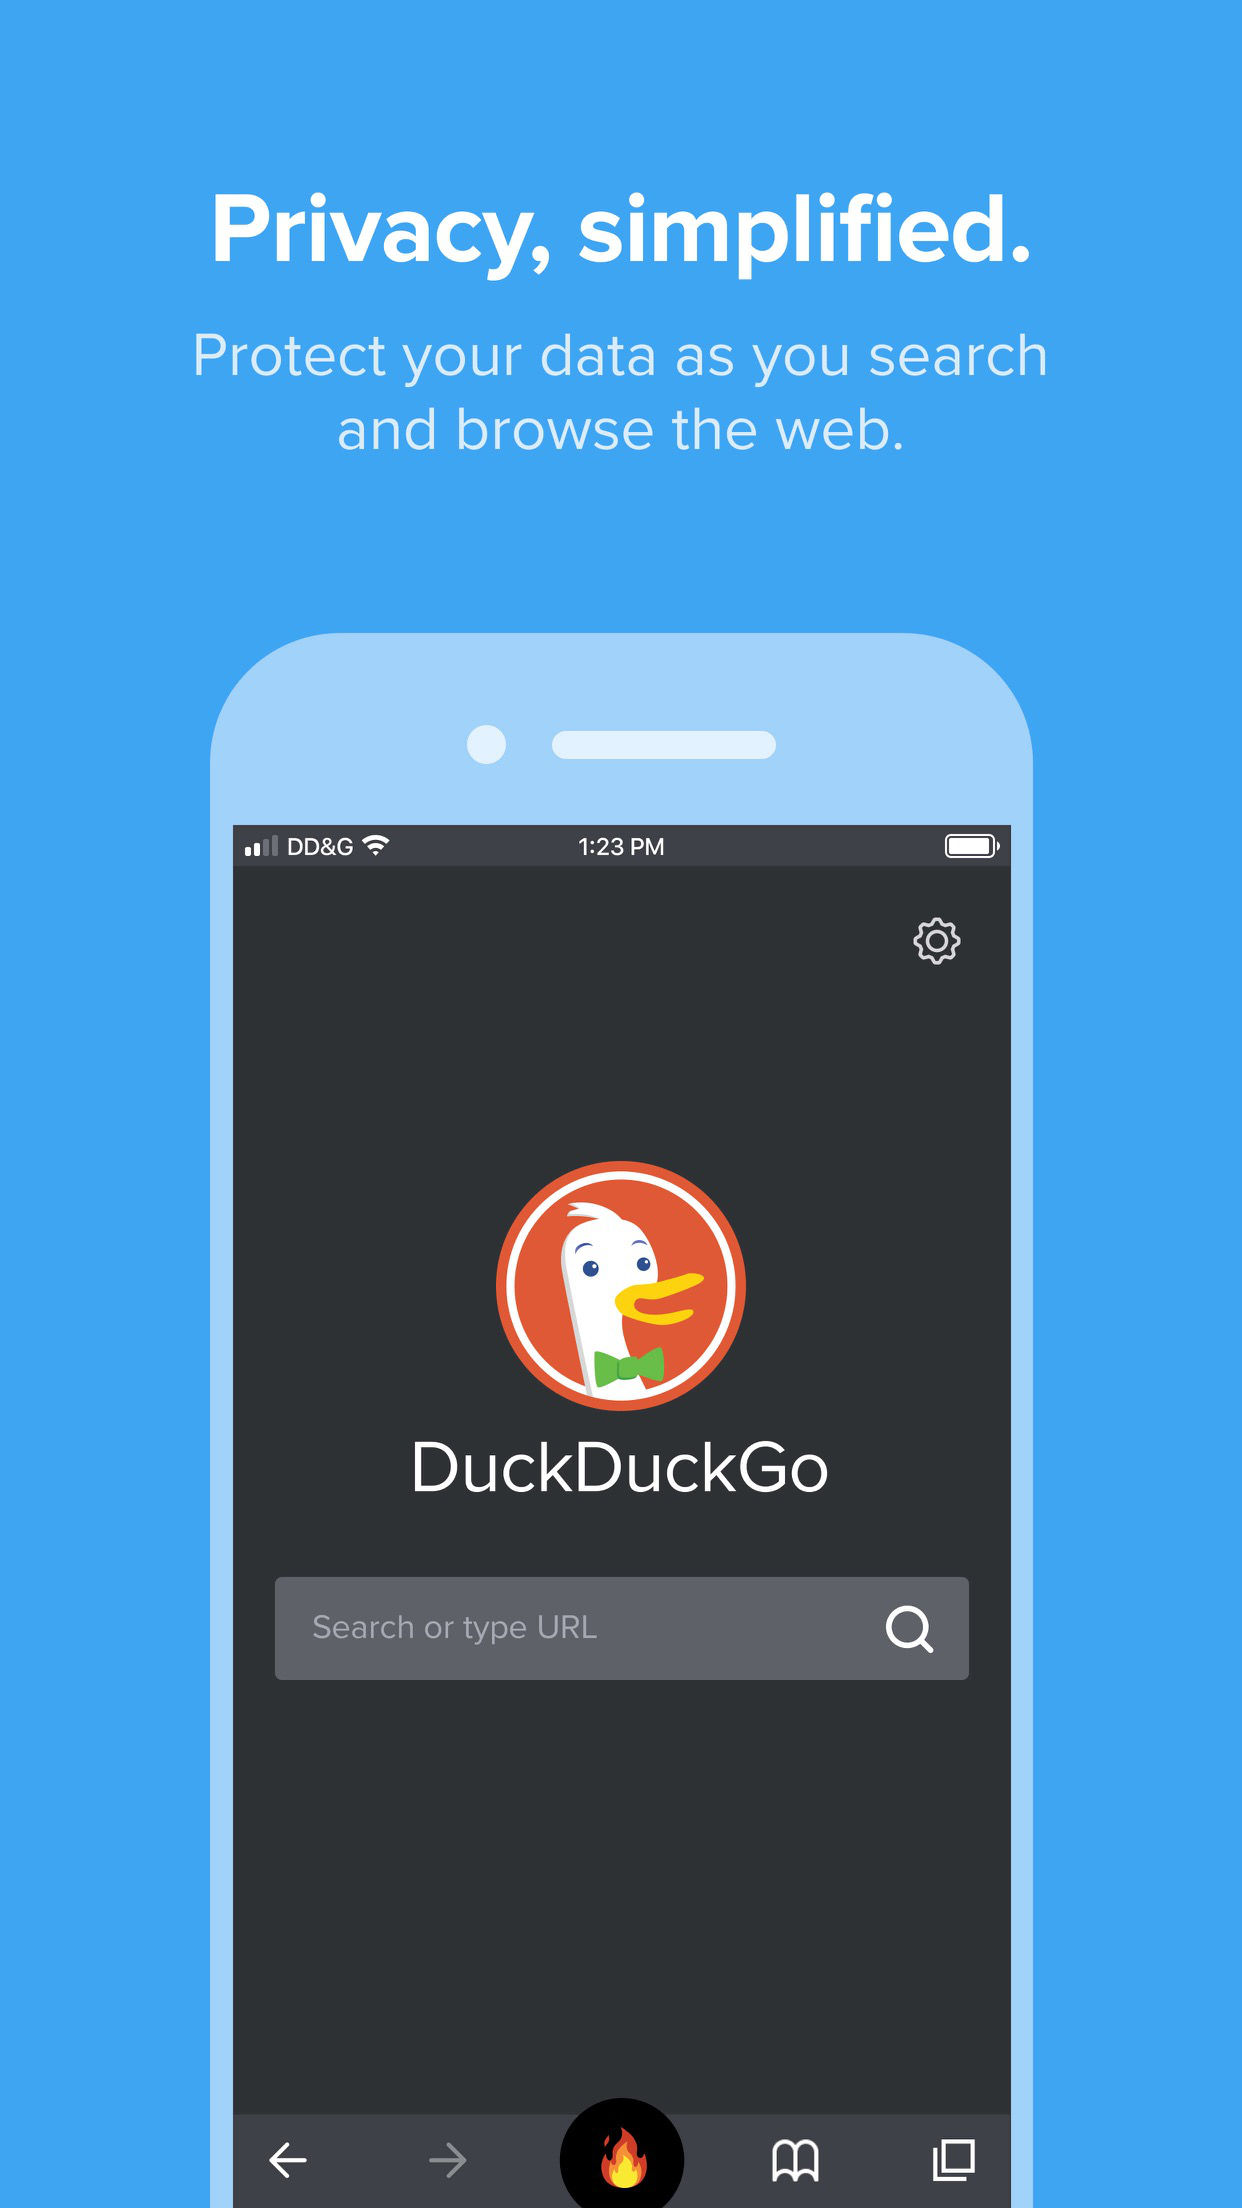 Privacy, simplified.
Protect your data as you search
and browse the web.
DD&G 1:23 PM
DuckDuckGo
Search or type URL